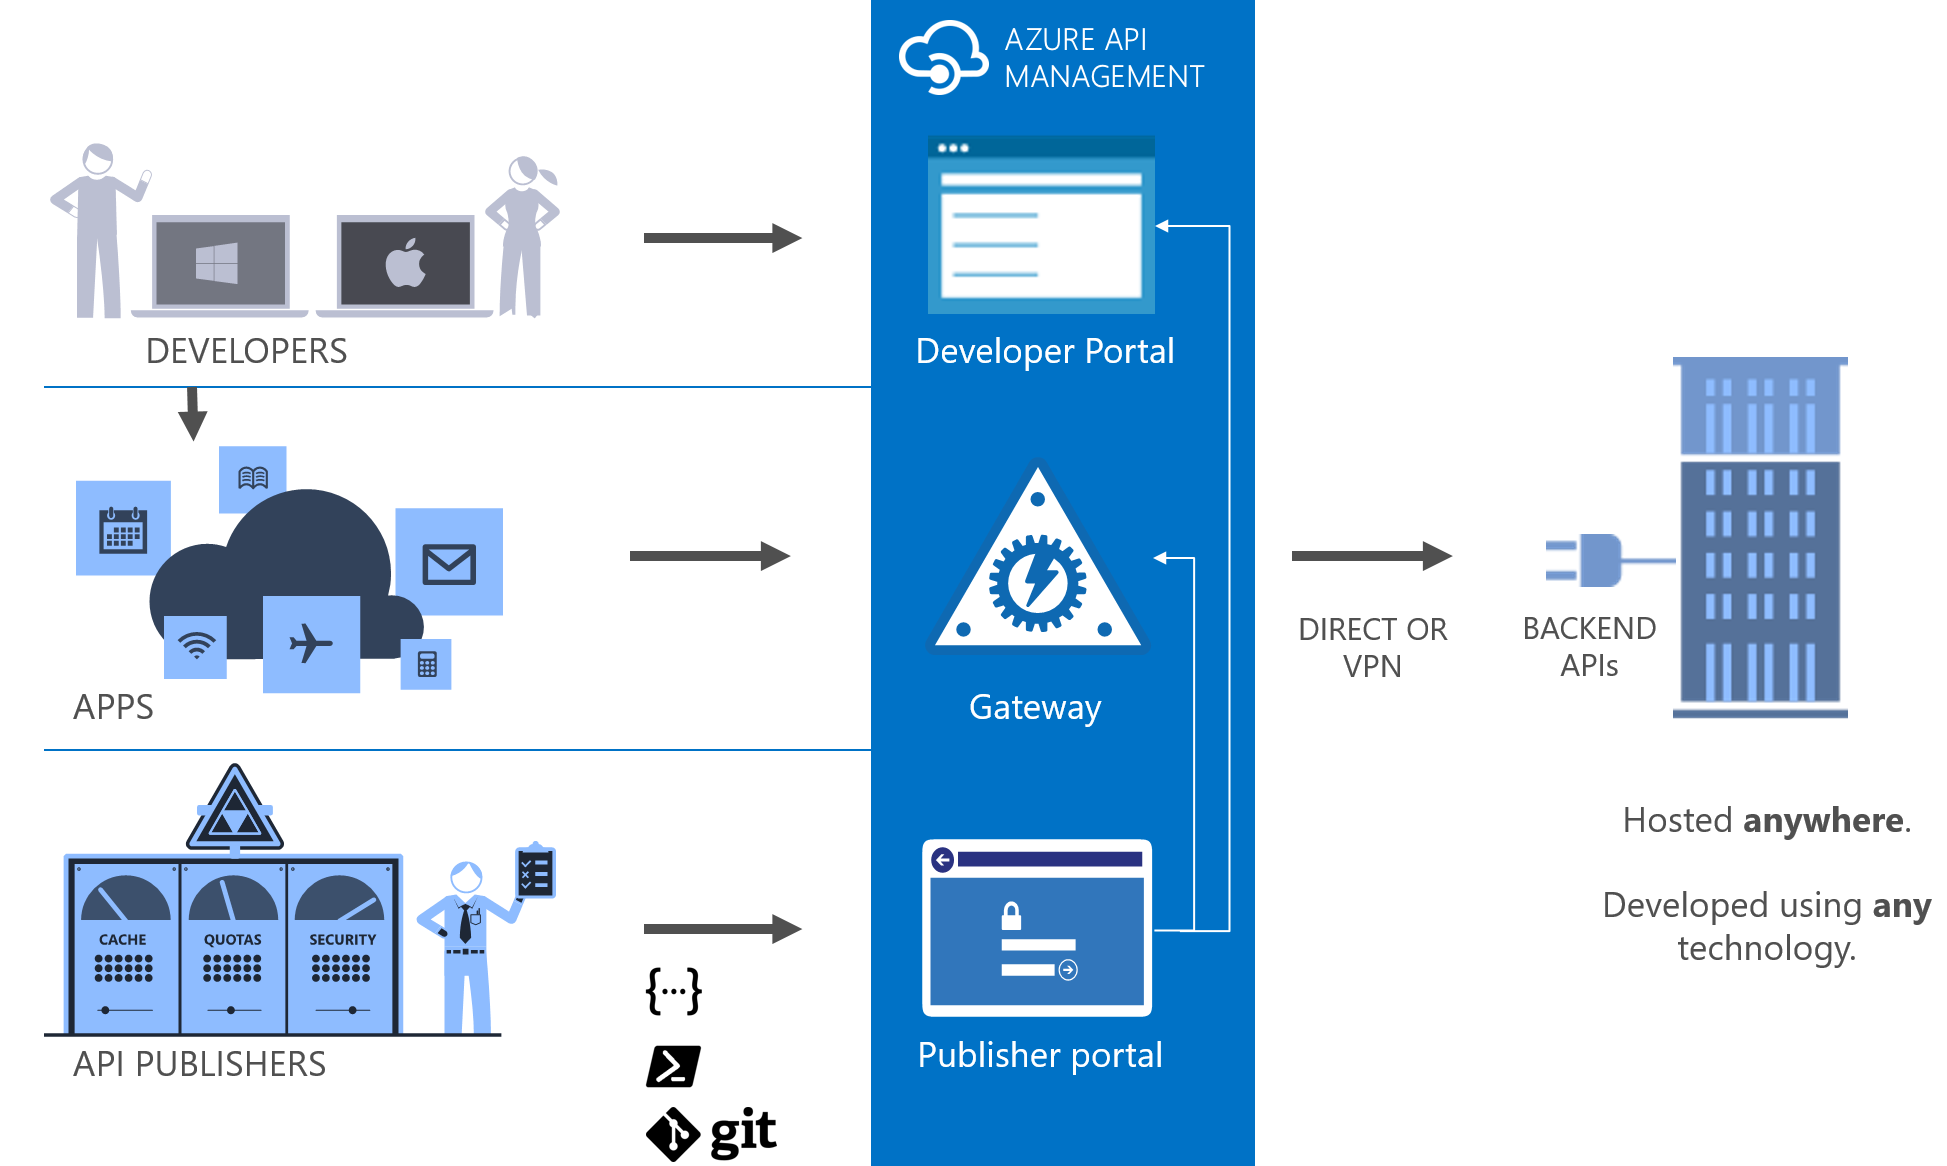 AZURE API
MANAGEMENT
DEVELOPERS
Developer Portal
APPS
Gateway
DIRECT OR
VPN
BACKEND
APIs
CACHE
QUOTAS
SECURITY
API PUBLISHERS
{...}
git
Publisher portal
Hosted anywhere.
Developed using any
technology.